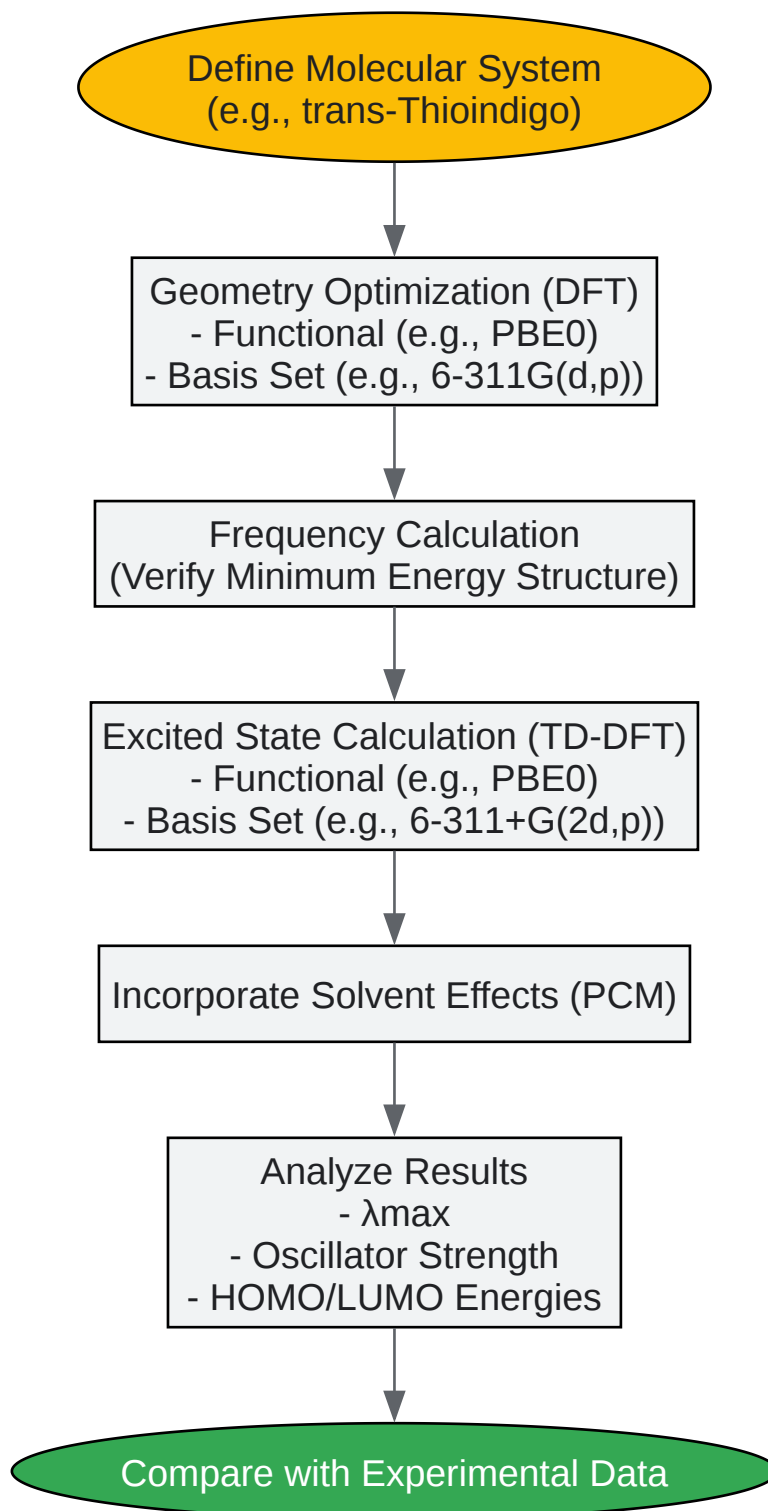 Define Molecular System
(e.g., trans-Thioindigo)
Geometry Optimization (DFT)
- Functional (e.g., PBE0)
- Basis Set (e.g., 6-311G(d,p))
Frequency Calculation
(Verify Minimum Energy Structure)
Excited State Calculation (TD-DFT)
- Functional (e.g., PBE0)
- Basis Set (e.g., 6-311+G(2d,p))
Incorporate Solvent Effects (PCM)
Analyze Results
- λmax
- Oscillator Strength
- HOMO/LUMO Energies
Compare with Experimental Data